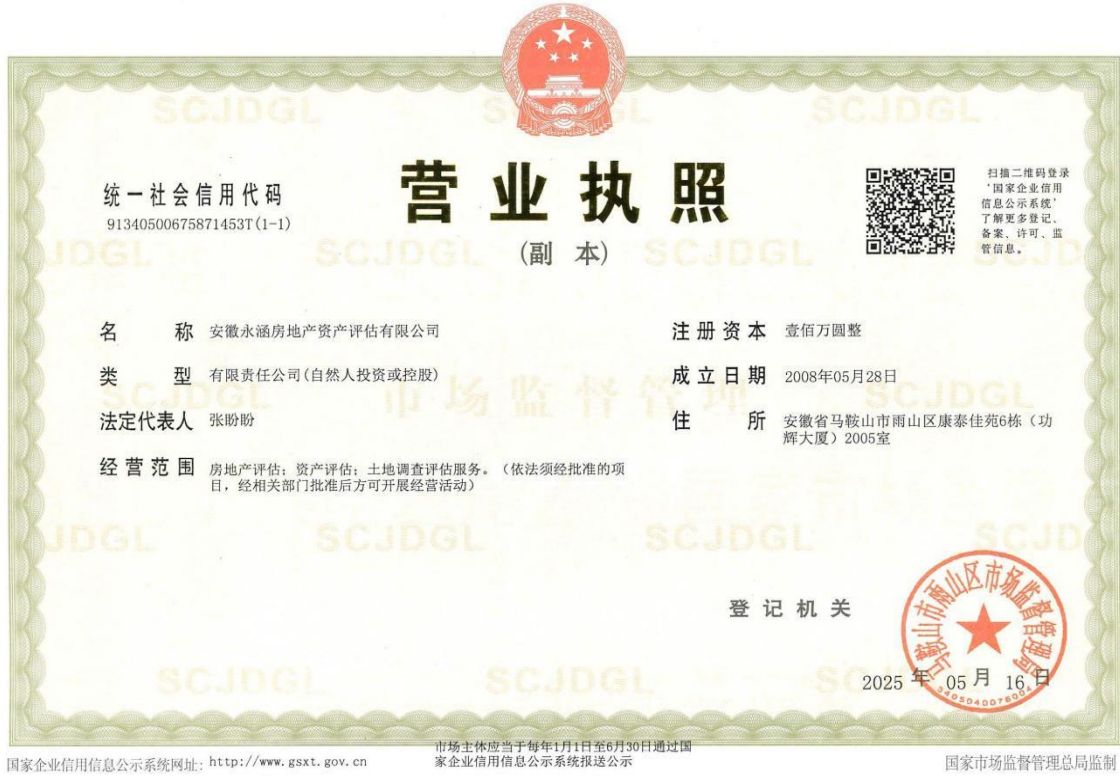 营业执照
(副 本)
统一社会信用代码
91340500675871453T(1-1)
扫描二维码登录
‘国家企业信用
信息公示系统’
了解更多登记、
备案、许可、监
管信息。
名 称 安徽永涵房地产资产评估有限公司
类 型 有限责任公司(自然人投资或控股)
法定代表人 张盼盼
经营范围 房地产评估；资产评估；土地调查评估服务。（依法须经批准的项
目，经相关部门批准后方可开展经营活动）
注册资本 壹佰万圆整
成立日期 2008年05月28日
住 所 安徽省马鞍山市雨山区康泰佳苑6栋（功
辉大厦）2005室
SCJDGL
市场监督管理
登记机关
马鞍山市雨山区市场监督管理局
2025 年 05 月 16 日
国家企业信用信息公示系统网址: http://www.gsxt.gov.cn
市场主体应当于每年1月1日至6月30日通过国
家企业信用信息公示系统报送公示
国家市场监督管理总局监制